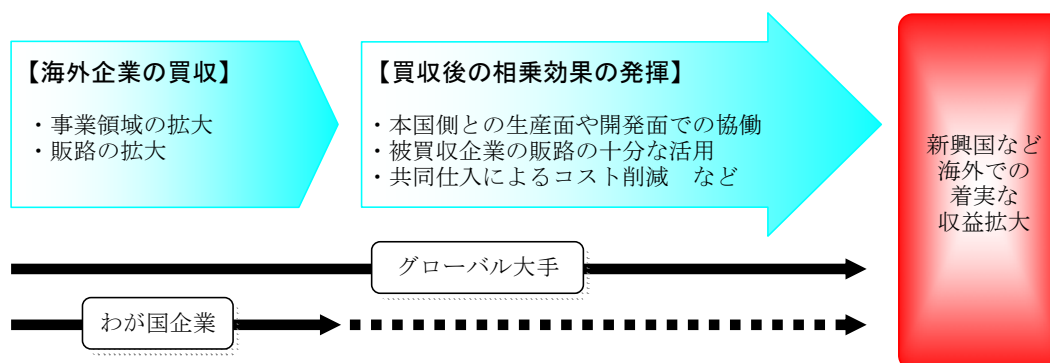 【海外企業の買収】
・事業領域の拡大
・販路の拡大
【買収後の相乗効果の発揮】
・本国側との生産面や開発面での協働
・被買収企業の販路の十分な活用
・共同仕入によるコスト削減　など
新興国など
海外での
着実な
収益拡大
グローバル大手
わが国企業